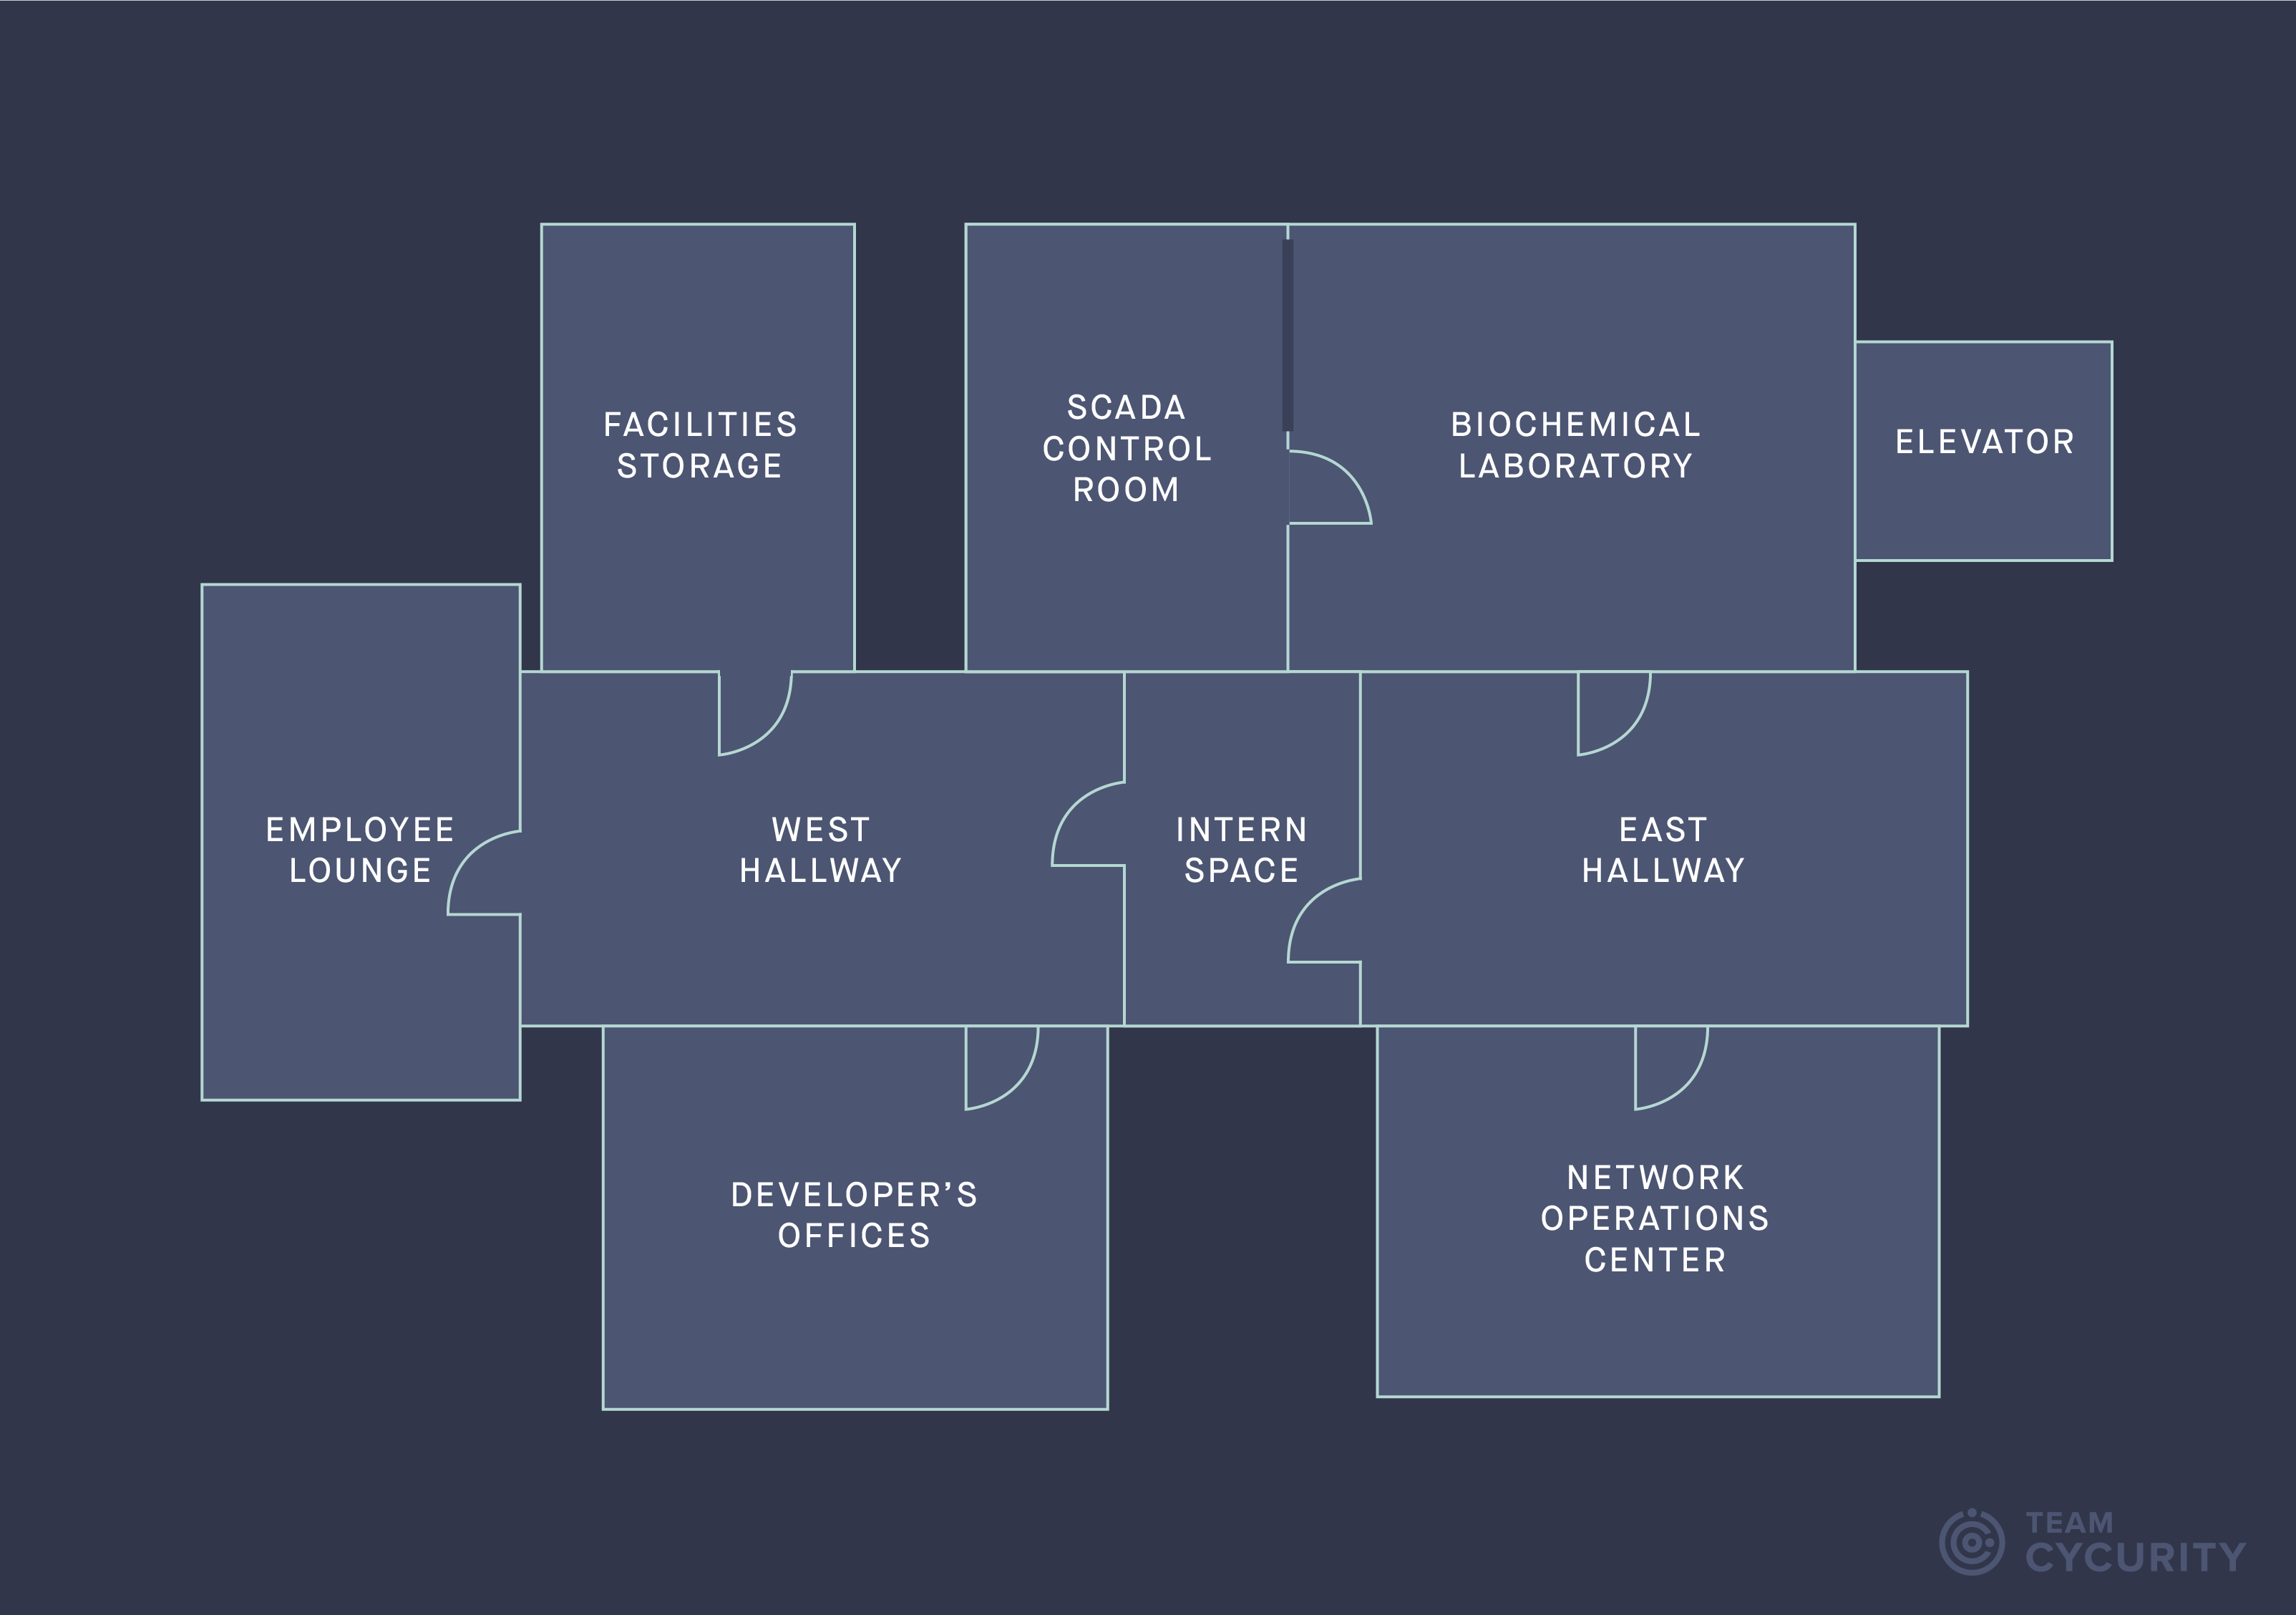 FACILITIES
STORAGE
SCADA
CONTROL
ROOM
BIOCHEMICAL
LABORATORY
ELEVATOR
EMPLOYEE
LOUNGE
WEST
HALLWAY
INTERN
SPACE
EAST
HALLWAY
DEVELOPER’S
OFFICES
NETWORK
OPERATIONS
CENTER
TEAM
CYCURITY